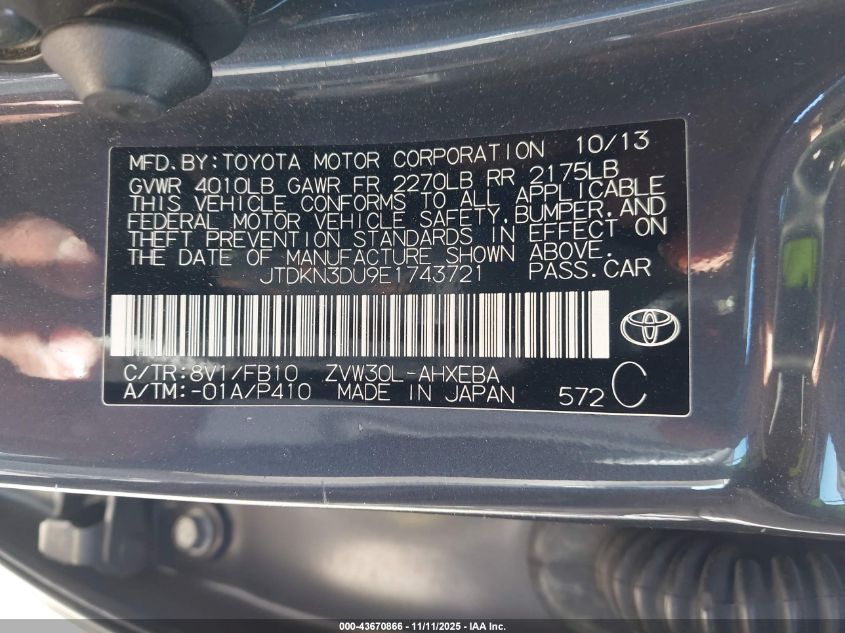 MFD.BY:TOYOTA MOTOR CORPORATION 10/13
GVWR 4010LB GAWR FR 2270LB RR 2175LB
THIS VEHICLE CONFORMS TO ALL APPLICABLE
FEDERAL MOTOR VEHICLE SAFETY,BUMPER,AND
THEFT PREVENTION STANDARDS IN EFFECT ON
THE DATE OF MANUFACTURE SHOWN ABOVE.
JTDKN3DU9E1743721 PASS.CAR
C/TR:8V1/FB10 ZVW30L-AHXEBA
A/TM:-01A/P410 MADE IN JAPAN 572 C
000-43670866 - 11/11/2025 - IAA Inc.